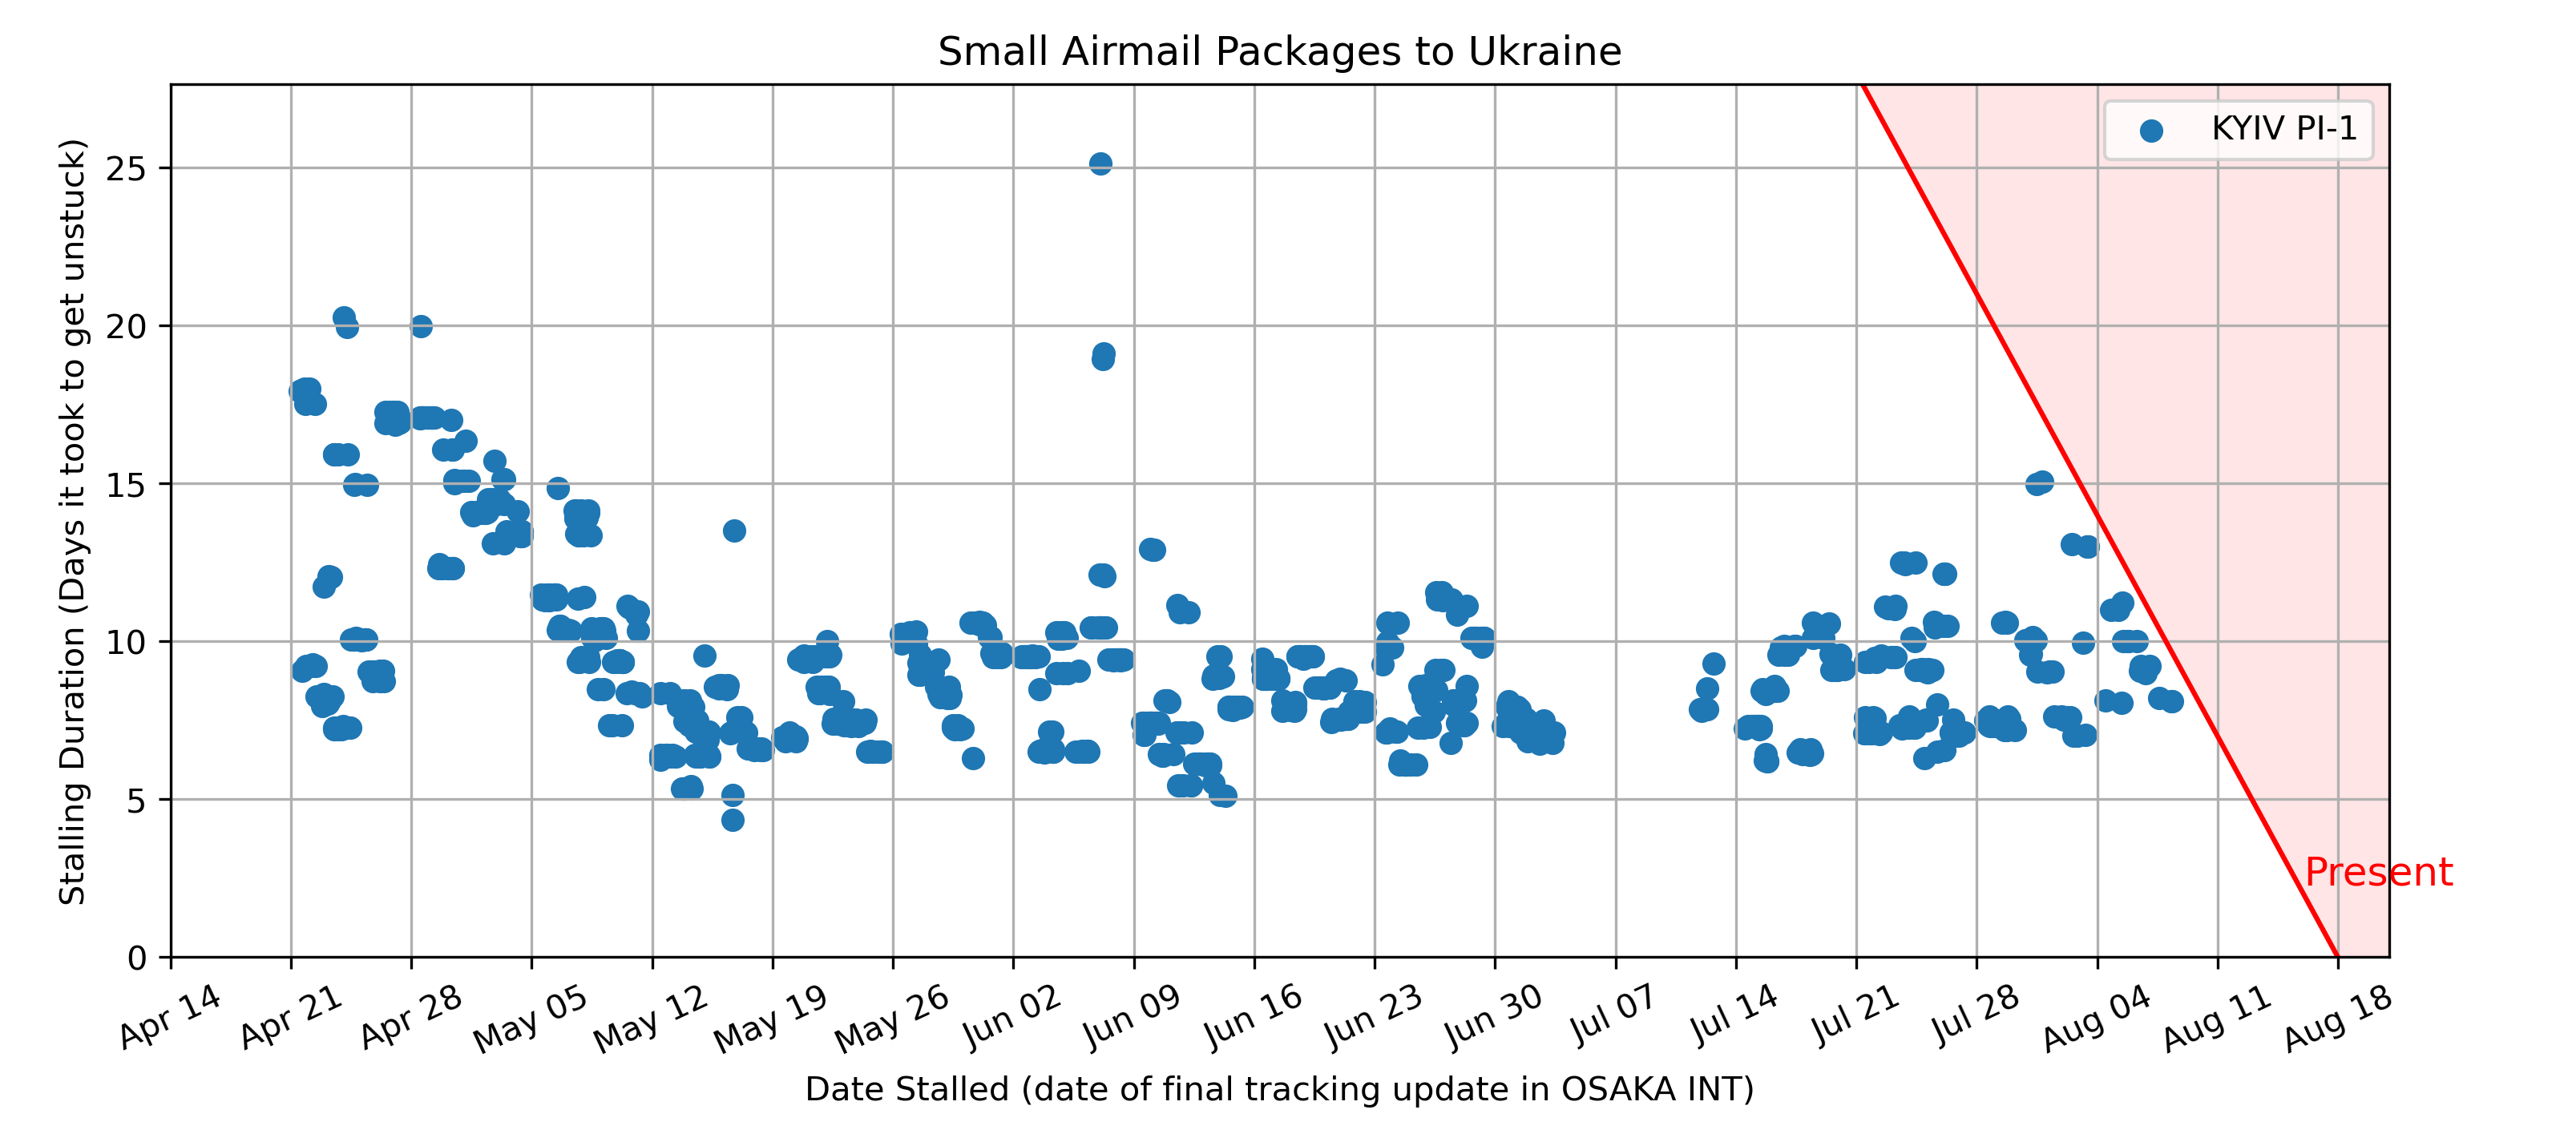 Small Airmail Packages to Ukraine
KYIV PI-1
Stalling Duration (Days it took to get unstuck)
25
20
15
10
5
0
Present
Apr 14
Apr 21
Apr 28
May 05
May 12
May 19
May 26
Jun 02
Jun 09
Jun 16
Jun 23
Jun 30
Jul 07
Jul 14
Jul 21
Jul 28
Aug 04
Aug 11
Aug 18
Date Stalled (date of final tracking update in OSAKA INT)